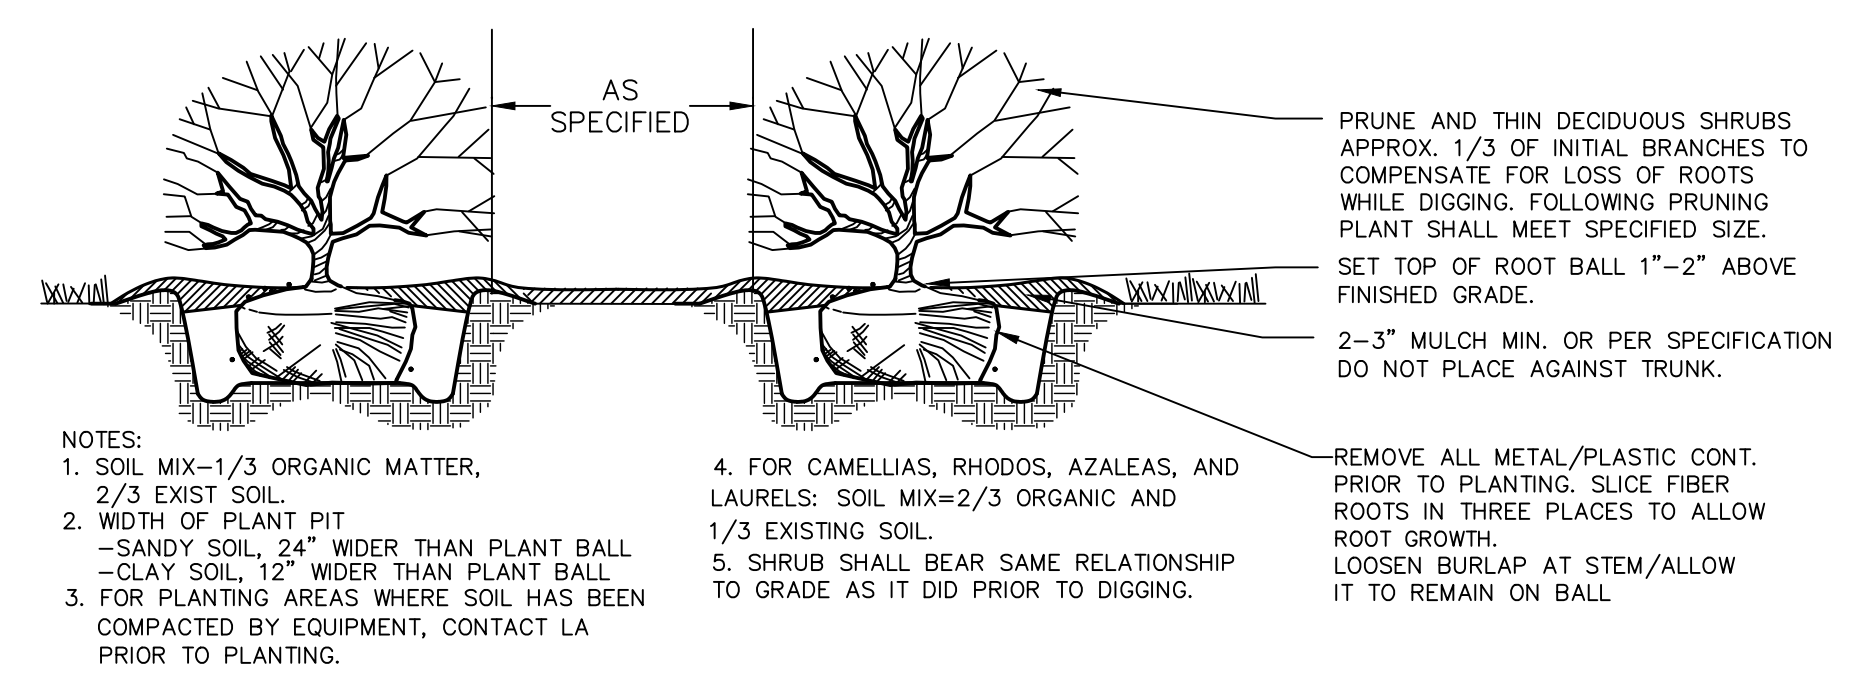 AS
SPECIFIED
PRUNE AND THIN DECIDUOUS SHRUBS
APPROX. 1/3 OF INITIAL BRANCHES TO
COMPENSATE FOR LOSS OF ROOTS
WHILE DIGGING. FOLLOWING PRUNING
PLANT SHALL MEET SPECIFIED SIZE.
SET TOP OF ROOT BALL 1”-2” ABOVE
FINISHED GRADE.
2-3” MULCH MIN. OR PER SPECIFICATION
DO NOT PLACE AGAINST TRUNK.
REMOVE ALL METAL/PLASTIC CONT.
PRIOR TO PLANTING. SLICE FIBER
ROOTS IN THREE PLACES TO ALLOW
ROOT GROWTH.
LOOSEN BURLAP AT STEM/ALLOW
IT TO REMAIN ON BALL
NOTES:
1. SOIL MIX-1/3 ORGANIC MATTER,
2/3 EXIST SOIL.
2. WIDTH OF PLANT PIT
-SANDY SOIL, 24” WIDER THAN PLANT BALL
-CLAY SOIL, 12” WIDER THAN PLANT BALL
3. FOR PLANTING AREAS WHERE SOIL HAS BEEN
COMPACTED BY EQUIPMENT, CONTACT LA
PRIOR TO PLANTING.
4. FOR CAMELLIAS, RHODOS, AZALEAS, AND
LAURELS: SOIL MIX=2/3 ORGANIC AND
1/3 EXISTING SOIL.
5. SHRUB SHALL BEAR SAME RELATIONSHIP
TO GRADE AS IT DID PRIOR TO DIGGING.